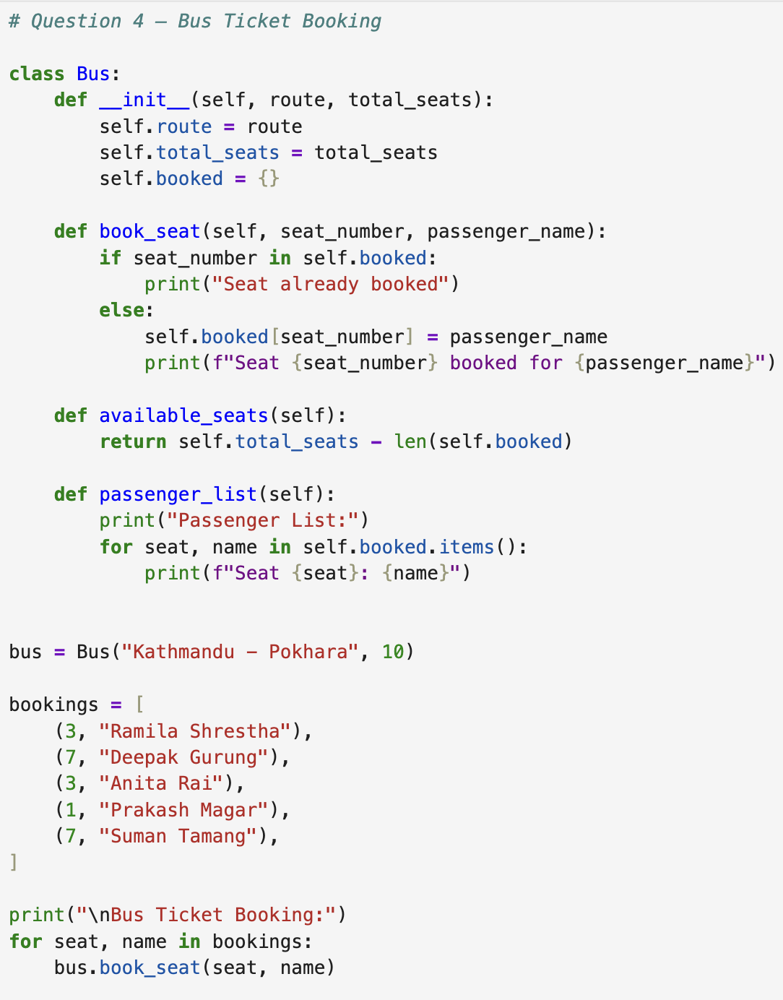 # Question 4 – Bus Ticket Booking

class Bus:
    def __init__(self, route, total_seats):
        self.route = route
        self.total_seats = total_seats
        self.booked = {}

    def book_seat(self, seat_number, passenger_name):
        if seat_number in self.booked:
            print("Seat already booked")
        else:
            self.booked[seat_number] = passenger_name
            print(f"Seat {seat_number} booked for {passenger_name}")

    def available_seats(self):
        return self.total_seats - len(self.booked)

    def passenger_list(self):
        print("Passenger List:")
        for seat, name in self.booked.items():
            print(f"Seat {seat}: {name}")


bus = Bus("Kathmandu – Pokhara", 10)

bookings = [
    (3, "Ramila Shrestha"),
    (7, "Deepak Gurung"),
    (3, "Anita Rai"),
    (1, "Prakash Magar"),
    (7, "Suman Tamang"),
]

print("\nBus Ticket Booking:")
for seat, name in bookings:
    bus.book_seat(seat, name)